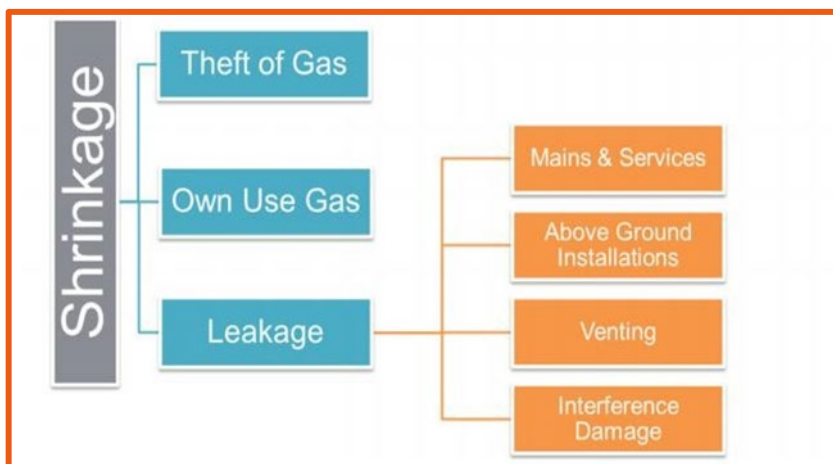 Shrinkage
Theft of Gas
Own Use Gas
Leakage
Mains & Services
Above Ground
Installations
Venting
Interference
Damage